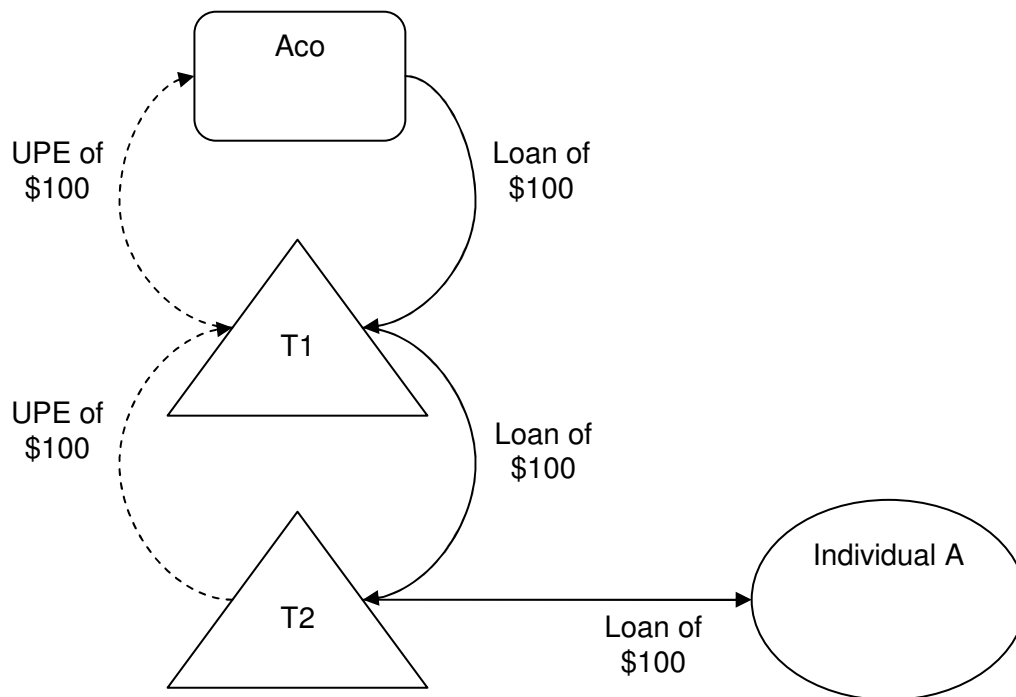 Aco
UPE of
$100
Loan of
$100
T1
UPE of
$100
Loan of
$100
Individual A
T2
Loan of
$100